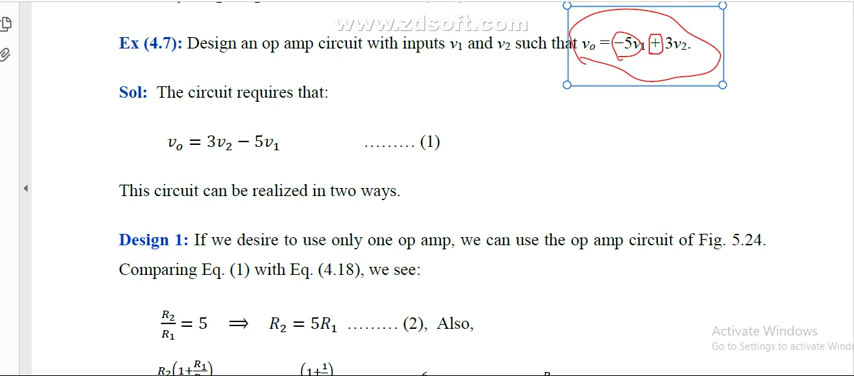 www.zdsoft.com
Ex (4.7): Design an op amp circuit with inputs v₁ and v₂ such that vₒ = −5v₁ + 3v₂.
Sol: The circuit requires that:
vₒ = 3v₂ − 5v₁ ......... (1)
This circuit can be realized in two ways.
Design 1: If we desire to use only one op amp, we can use the op amp circuit of Fig. 5.24.
Comparing Eq. (1) with Eq. (4.18), we see:
R₂/R₁ = 5 ⟹ R₂ = 5R₁ ......... (2), Also,
Activate Windows
Go to Settings to activate Wind